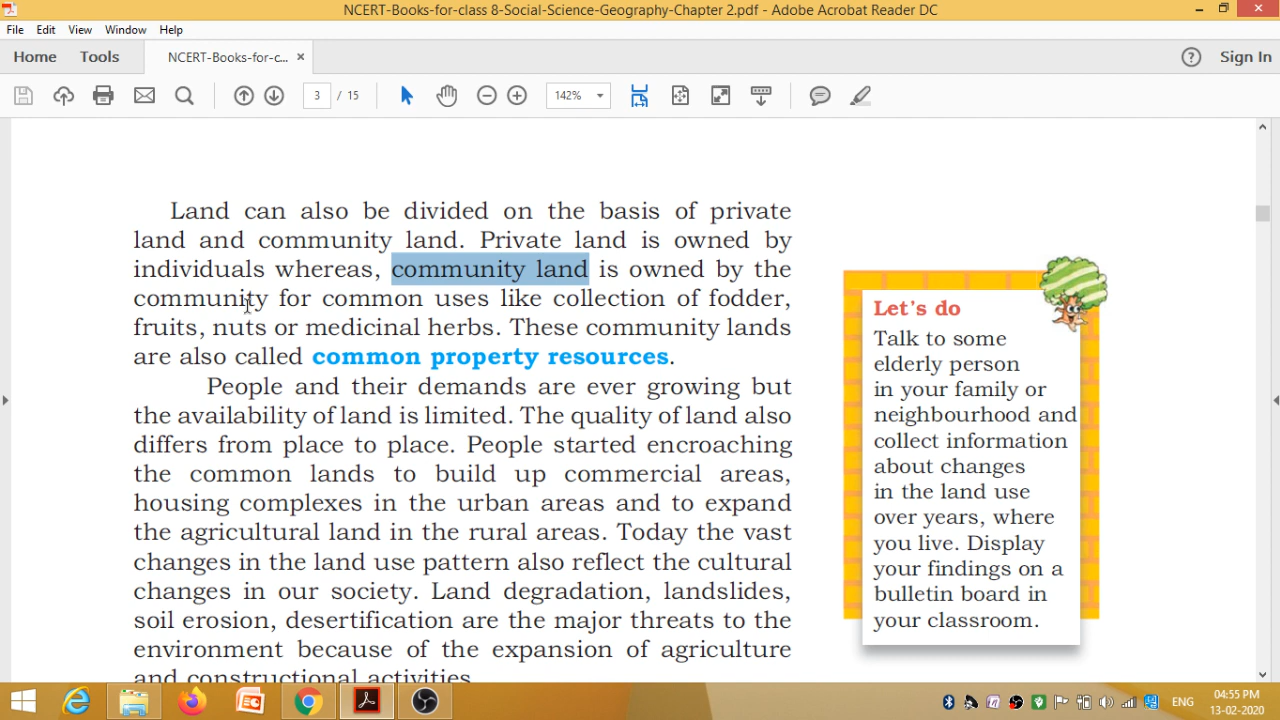 NCERT-Books-for-class 8-Social-Science-Geography-Chapter 2.pdf - Adobe Acrobat Reader DC
File Edit View Window Help
Home Tools NCERT-Books-for-c... × Sign In
3 / 15 142%
Land can also be divided on the basis of private
land and community land. Private land is owned by
individuals whereas, community land is owned by the
community for common uses like collection of fodder,
fruits, nuts or medicinal herbs. These community lands
are also called common property resources.
People and their demands are ever growing but
the availability of land is limited. The quality of land also
differs from place to place. People started encroaching
the common lands to build up commercial areas,
housing complexes in the urban areas and to expand
the agricultural land in the rural areas. Today the vast
changes in the land use pattern also reflect the cultural
changes in our society. Land degradation, landslides,
soil erosion, desertification are the major threats to the
environment because of the expansion of agriculture
and constructional activities.
Let's do
Talk to some
elderly person
in your family or
neighbourhood and
collect information
about changes
in the land use
over years, where
you live. Display
your findings on a
bulletin board in
your classroom.
ENG
04:55 PM
13-02-2020